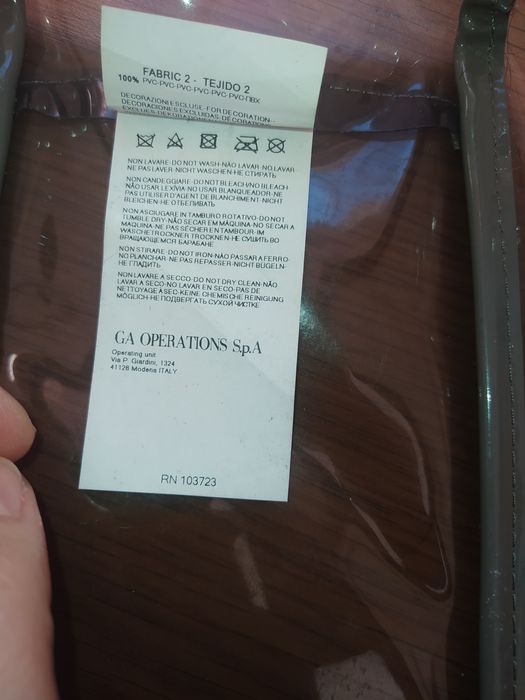 FABRIC 2 - TEJIDO 2
100% PVC-PVC-PVC-PVC-PVC-PVC-ПВХ
DECORAZIONI ESCLUSE-FOR DECORATION-
DECORACIONES EXCLUIDAS-DÉCORATIONS
NON LAVARE-DO NOT WASH-NÃO LAVAR-NO LAVAR
NE PAS LAVER-NICHT WASCHEN-НЕ СТИРАТЬ
NON CANDEGGIARE-DO NOT BLEACH/NO BLEACH-
NÃO USAR LEXÍVIA-NO USAR BLANQUEADOR-NE
PAS UTILISER D'AGENT DE BLANCHIMENT-NICHT
BLEICHEN-НЕ ОТБЕЛИВАТЬ
NON ASCIUGARE IN TAMBURO ROTATIVO-DO NOT
TUMBLE DRY-NÃO SECAR EM MÁQUINA-NO SECAR A
MÁQUINA-NE PAS SÉCHER EN TAMBOUR-IM
WÄSCHETROCKNER TROCKNEN-НЕ СУШИТЬ ВО
ВРАЩАЮЩЕМСЯ БАРАБАНЕ
NON STIRARE-DO NOT IRON-NÃO PASSAR A FERRO-
NO PLANCHAR-NE PAS REPASSER-NICHT BÜGELN-
НЕ ГЛАДИТЬ
NON LAVARE A SECCO-DO NOT DRY CLEAN-NÃO
LAVAR A SECO-NO LAVAR EN SECO-PAS DE
NETTOYAGE À SEC-KEINE CHEMISCHE REINIGUNG
MÖGLICH-НЕ ПОДВЕРГАТЬ СУХОЙ ЧИСТКЕ
GA OPERATIONS S.p.A
Operating unit
Via P. Giardini, 1324
41126 Modena ITALY
RN 103723